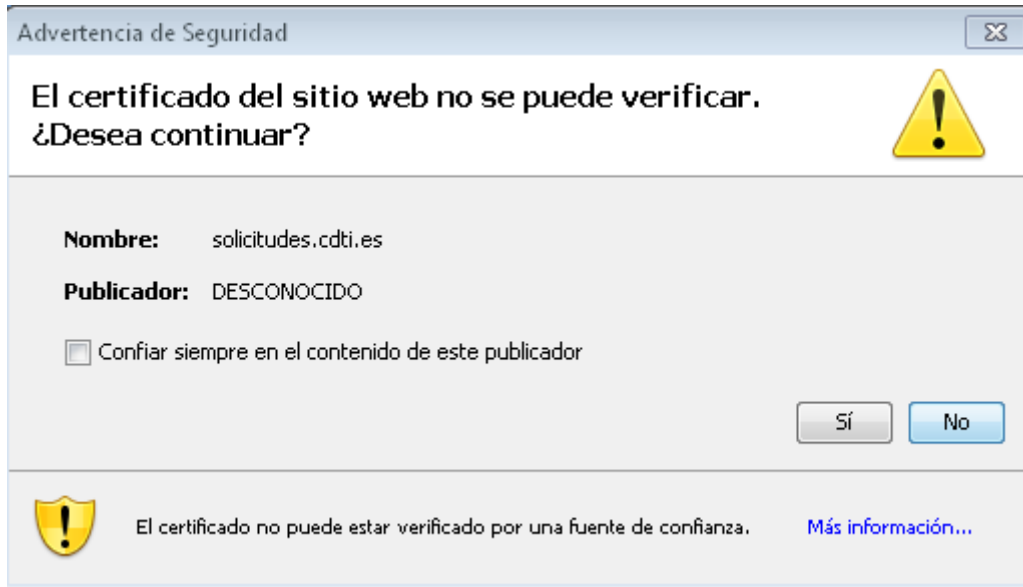 Advertencia de Seguridad
El certificado del sitio web no se puede verificar.
¿Desea continuar?
Nombre: solicitudes.cdti.es
Publicador: DESCONOCIDO
Confiar siempre en el contenido de este publicador
Sí No
El certificado no puede estar verificado por una fuente de confianza. Más información...